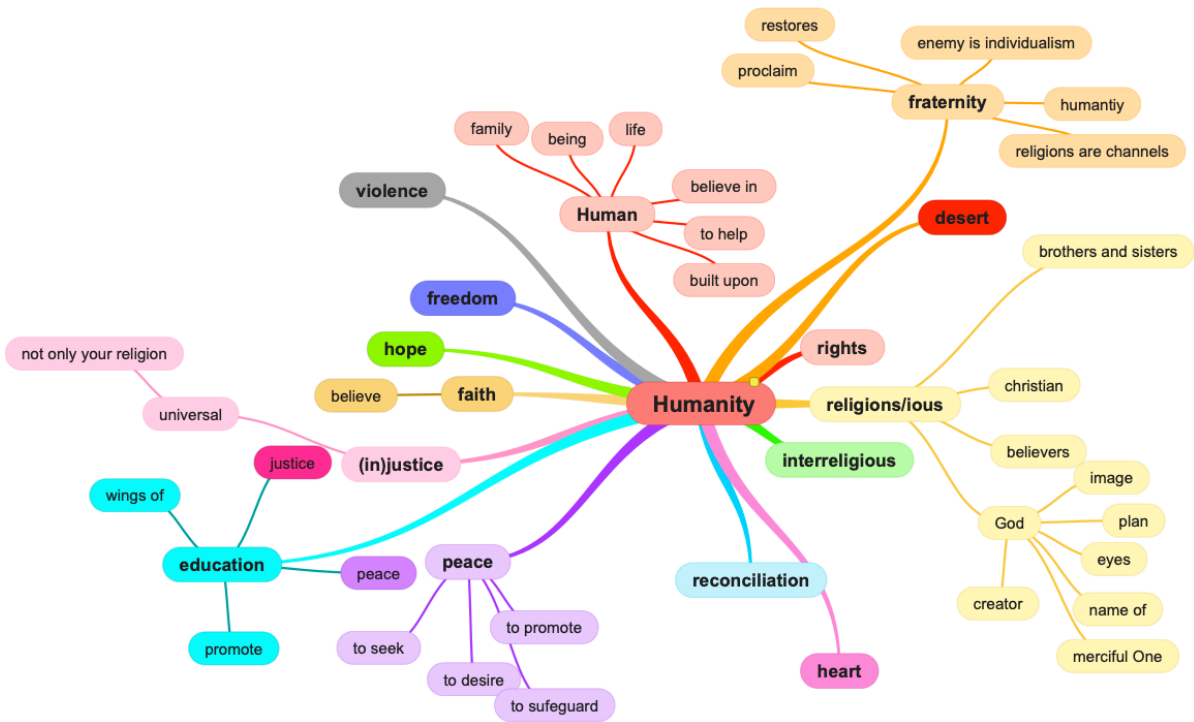 restores
enemy is individualism
proclaim
fraternity
humantiy
religions are channels
family
being
life
believe in
Human
to help
built upon
violence
desert
brothers and sisters
freedom
hope
rights
not only your religion
believe
faith
Humanity
religions/ious
christian
universal
(in)justice
interreligious
believers
justice
image
wings of
God
plan
education
peace
peace
reconciliation
eyes
creator
name of
to promote
to seek
promote
merciful One
to desire
heart
to sufeguard